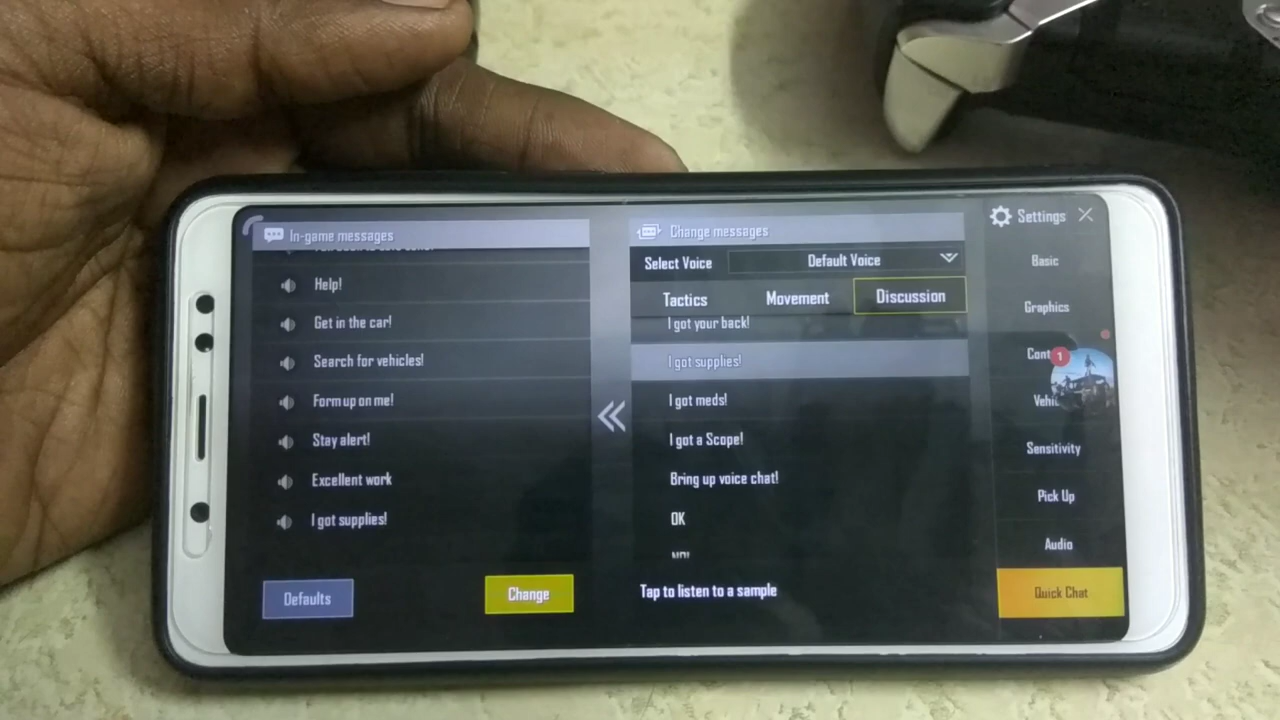 In-game messages
Help!
Get in the car!
Search for vehicles!
Form up on me!
Stay alert!
Excellent work
I got supplies!
Defaults
Change
Change messages
Select Voice
Default Voice
Tactics
Movement
Discussion
I got your back!
I got supplies!
I got meds!
I got a Scope!
Bring up voice chat!
OK
NO!
Tap to listen to a sample
Settings
Basic
Graphics
Cont
1
Vehic
Sensitivity
Pick Up
Audio
Quick Chat